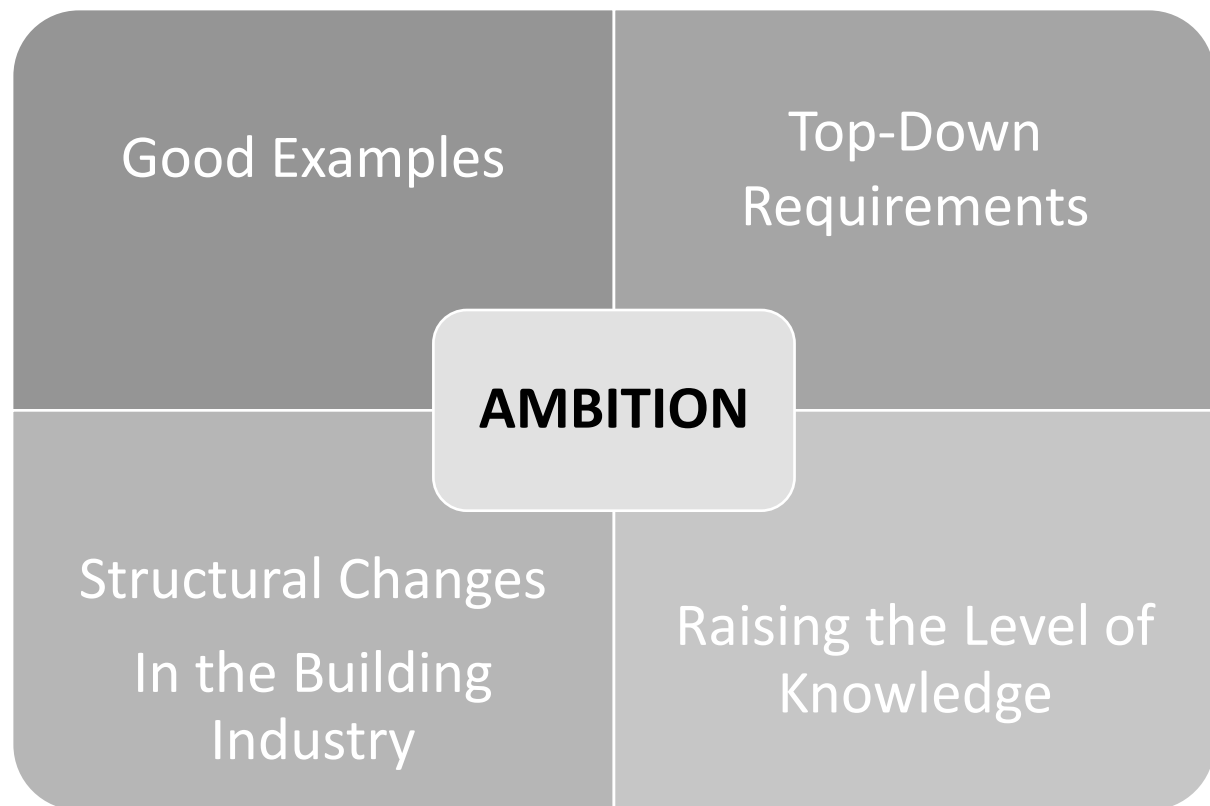 Good Examples
Top-Down
Requirements
AMBITION
Structural Changes
In the Building
Industry
Raising the Level of
Knowledge